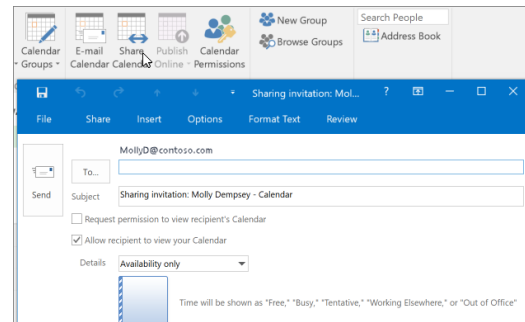 Calendar Groups
E-mail Calendar
Share Calendar
Publish Online
Calendar Permissions
New Group
Browse Groups
Search People
Address Book
Sharing invitation: Mol...
?
File Share Insert Options Format Text Review
MollyD@contoso.com
Send
To...
Subject Sharing invitation: Molly Dempsey - Calendar
Request permission to view recipient's Calendar
Allow recipient to view your Calendar
Details Availability only
Time will be shown as "Free," "Busy," "Tentative," "Working Elsewhere," or "Out of Office"